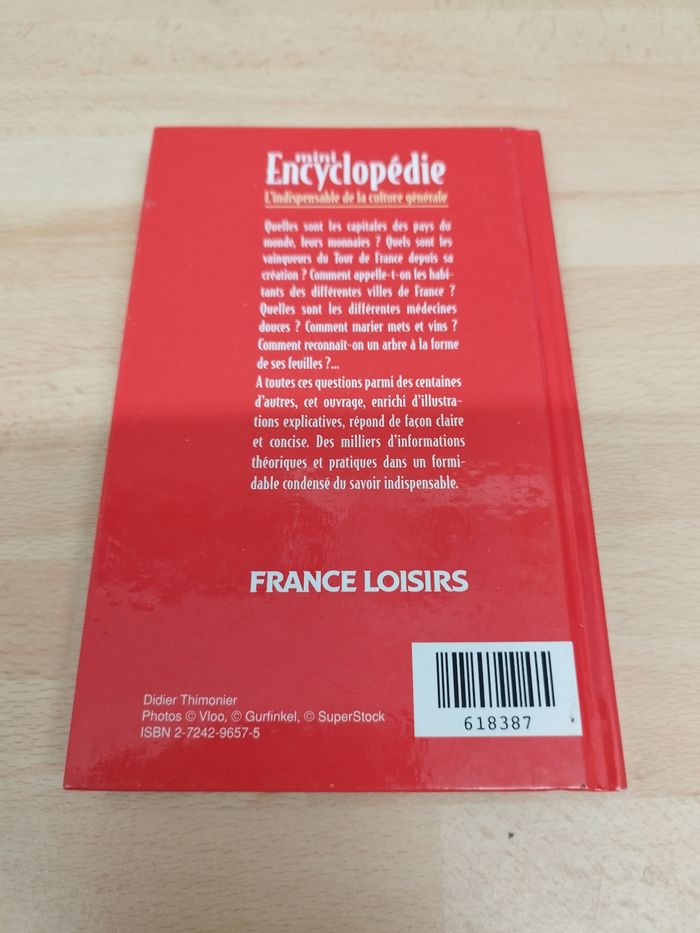 mini
Encyclopédie
L'indispensable de la culture générale
Quelles sont les capitales des pays du
monde, leurs monnaies ? Quels sont les
vainqueurs du Tour de France depuis sa
création ? Comment appelle-t-on les habi-
tants des différentes villes de France ?
Quelles sont les différentes médecines
douces ? Comment marier mets et vins ?
Comment reconnaît-on un arbre à la forme
de ses feuilles ?...
A toutes ces questions parmi des centaines
d'autres, cet ouvrage, enrichi d'illustra-
tions explicatives, répond de façon claire
et concise. Des milliers d'informations
théoriques et pratiques dans un formi-
dable condensé du savoir indispensable.
FRANCE LOISIRS
Didier Thimonier
Photos © Vloo, © Gurfinkel, © SuperStock
ISBN 2-7242-9657-5
618387